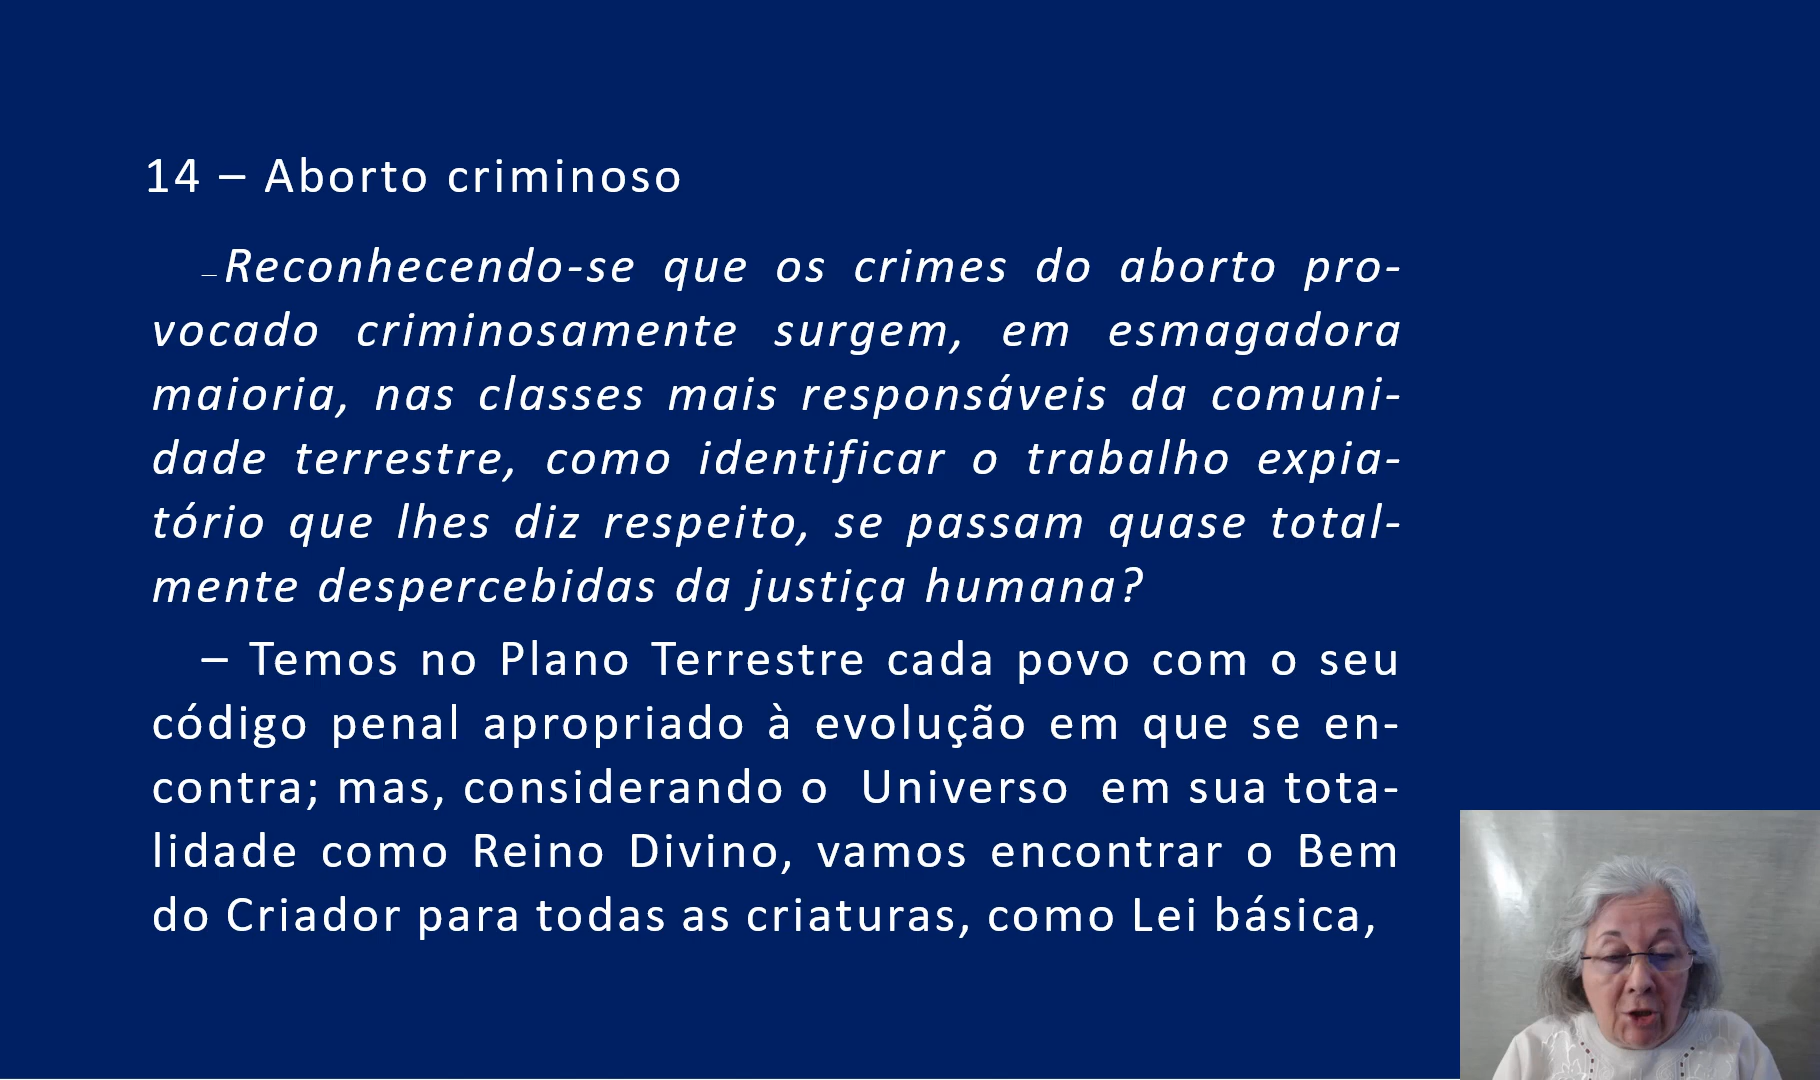 14 – Aborto criminoso
–Reconhecendo-se que os crimes do aborto pro-
vocado criminosamente surgem, em esmagadora
maioria, nas classes mais responsáveis da comuni-
dade terrestre, como identificar o trabalho expia-
tório que lhes diz respeito, se passam quase total-
mente despercebidas da justiça humana?
– Temos no Plano Terrestre cada povo com o seu
código penal apropriado à evolução em que se en-
contra; mas, considerando o Universo em sua tota-
lidade como Reino Divino, vamos encontrar o Bem
do Criador para todas as criaturas, como Lei básica,